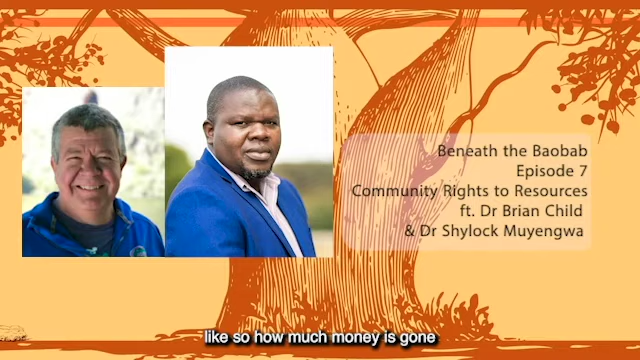 Beneath the Baobab
Episode 7
Community Rights to Resources
ft. Dr Brian Child
& Dr Shylock Muyengwa
like so how much money is gone